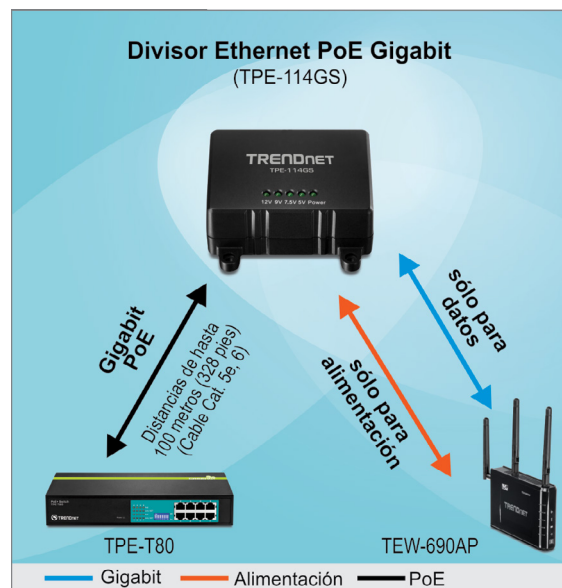 Divisor Ethernet PoE Gigabit
(TPE-114GS)
TRENDNET
TPE-114GS
12V 9V 7,5V 5V Power
Gigabit
PoE
Distancias de hasta
100 metros (328 pies)
(Cable Cat. 5e, 6)
sólo para
datos
sólo para
alimentación
TRENDNET
TPE-T80
TEW-690AP
Gigabit
Alimentación
PoE